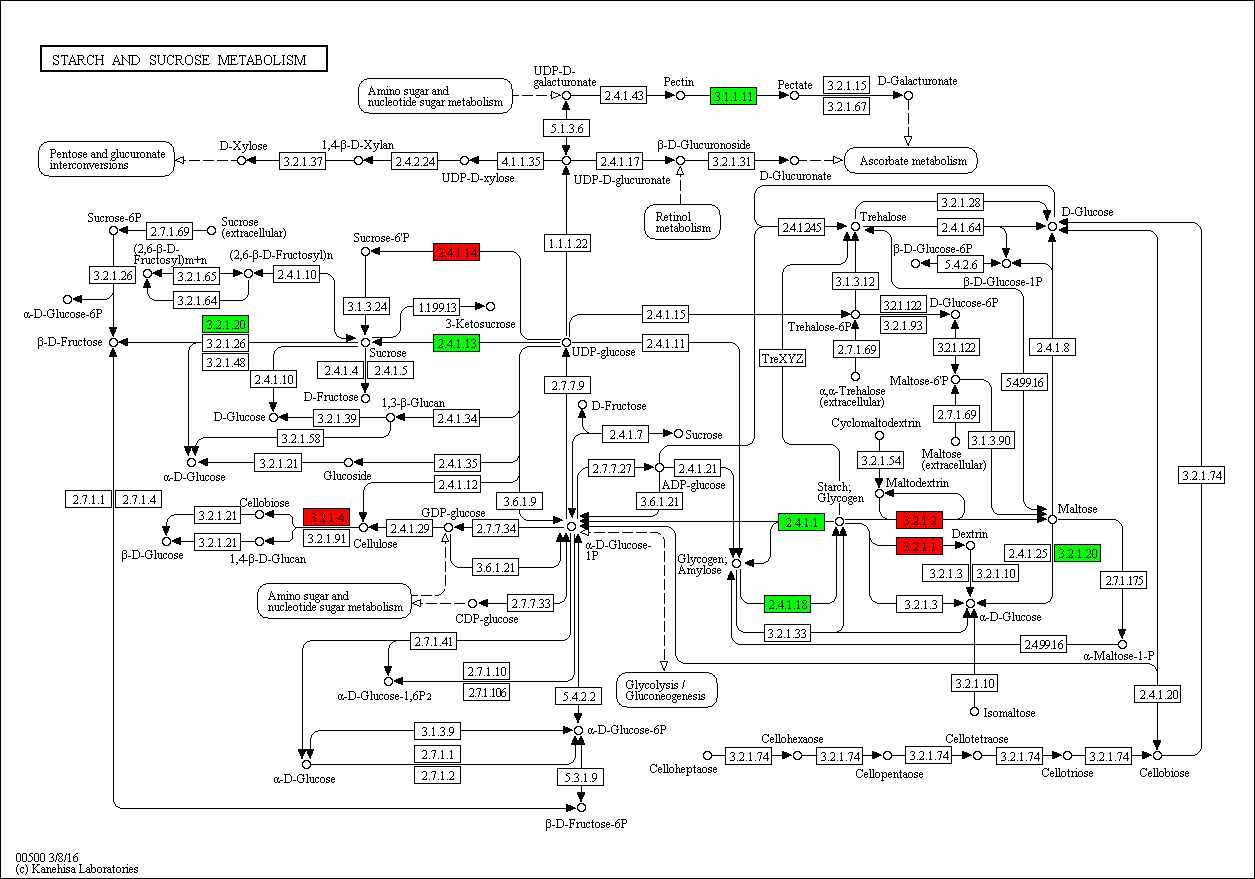 STARCH AND SUCROSE METABOLISM
UDP-D-
galacturonate
Amino sugar and
nucleotide sugar metabolism
2.4.1.43
Pectin
3.1.1.11
Pectate
3.2.1.15
3.2.1.67
D-Galacturonate
5.1.3.6
Pentose and glucuronate
interconversions
D-Xylose
3.2.1.37
1,4-β-D-Xylan
2.4.2.24
UDP-D-xylose
4.1.1.35
2.4.1.17
UDP-D-glucuronate
β-D-Glucuronoside
3.2.1.31
D-Glucuronate
Ascorbate metabolism
Retinol
metabolism
Sucrose-6P
2.7.1.69
Sucrose
(extracellular)
(2,6-β-D-
Fructosyl)m+n
(2,6-β-D-Fructosyl)n
3.2.1.26
3.2.1.65
3.2.1.64
2.4.1.10
α-D-Glucose-6P
Sucrose-6'P
2.4.1.14
1.1.1.22
3.1.3.24
1.1.99.13
3-Ketosucrose
2.4.1.245
Trehalose
3.2.1.28
2.4.1.64
D-Glucose
β-D-Glucose-6P
5.4.2.6
β-D-Glucose-1P
3.1.3.12
3.2.1.122
3.2.1.93
D-Glucose-6P
Trehalose-6P
2.4.1.15
2.4.1.11
3.2.1.20
3.2.1.26
3.2.1.48
β-D-Fructose
Sucrose
2.4.1.13
UDP-glucose
TreXYZ
2.7.1.69
α,α-Trehalose
(extracellular)
3.2.1.122
Maltose-6'P
2.7.1.69
Maltose
(extracellular)
3.1.3.90
5.4.99.16
2.4.1.8
2.4.1.10
2.4.1.4
2.4.1.5
D-Fructose
D-Glucose
3.2.1.39
1,3-β-Glucan
2.4.1.34
3.2.1.58
2.7.7.9
D-Fructose
2.4.1.7
Sucrose
α-D-Glucose
3.2.1.21
Glucoside
2.4.1.35
2.4.1.12
2.7.7.27
2.4.1.21
ADP-glucose
3.6.1.21
3.6.1.9
Cyclomaltodextrin
3.2.1.54
Maltodextrin
Starch;
Glycogen
3.2.1.74
2.7.1.1
2.7.1.4
3.2.1.21
Cellobiose
3.2.1.4
3.2.1.91
3.2.1.21
β-D-Glucose
1,4-β-D-Glucan
Cellulose
2.4.1.29
GDP-glucose
2.7.7.34
3.6.1.21
α-D-Glucose-
1P
2.4.1.1
3.2.1.2
3.2.1.1
Dextrin
Maltose
2.4.1.25
3.2.1.20
3.2.1.3
3.2.1.10
2.7.1.175
Glycogen;
Amylose
2.4.1.18
3.2.1.3
α-D-Glucose
3.2.1.33
2.4.99.16
α-Maltose-1-P
Amino sugar and
nucleotide sugar metabolism
CDP-glucose
2.7.7.33
2.7.1.41
2.7.1.10
2.7.1.106
α-D-Glucose-1,6P2
Glycolysis /
Gluconeogenesis
3.2.1.10
Isomaltose
2.4.1.20
5.4.2.2
3.1.3.9
α-D-Glucose-6P
2.7.1.1
2.7.1.2
α-D-Glucose
5.3.1.9
β-D-Fructose-6P
Celloheptaose
3.2.1.74
Cellohexaose
3.2.1.74
Cellopentaose
3.2.1.74
Cellotetraose
3.2.1.74
Cellotriose
3.2.1.74
Cellobiose
00500 3/8/16
(c) Kanehisa Laboratories